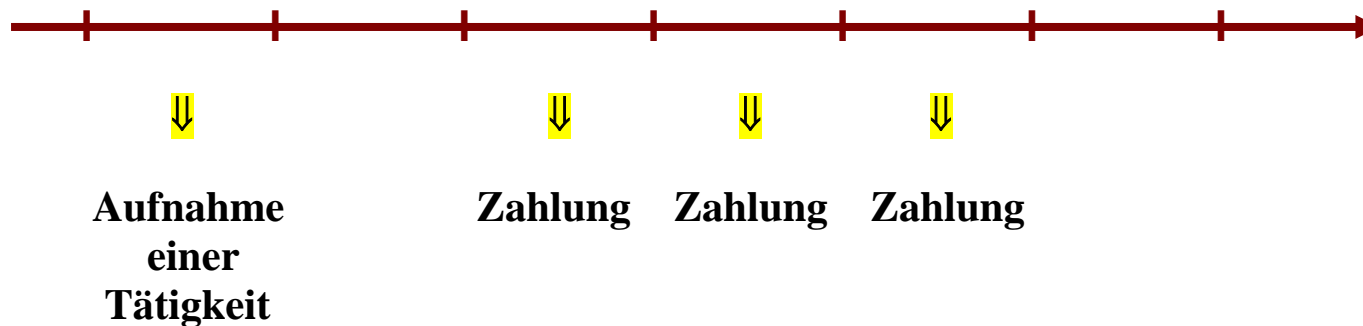 ⇓ ⇓ ⇓ ⇓
Aufnahme Zahlung Zahlung Zahlung
einer
Tätigkeit